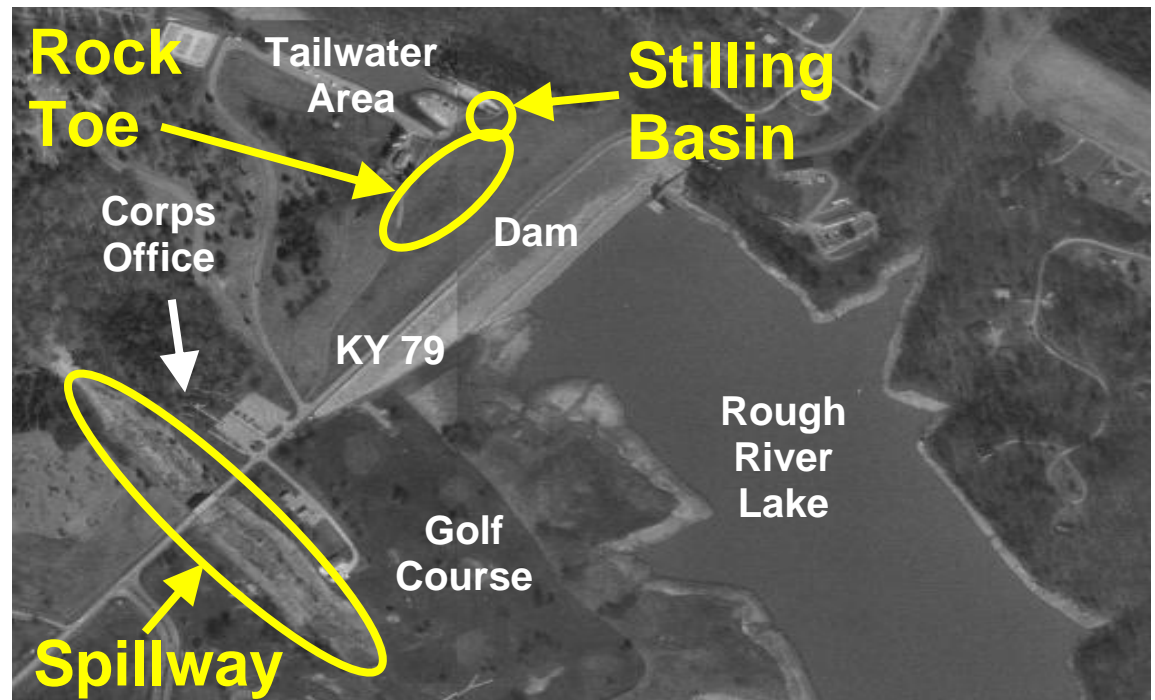 Rock
Toe
Tailwater
Area
Stilling
Basin
Corps
Office
Dam
KY 79
Rough
River
Lake
Golf
Course
Spillway